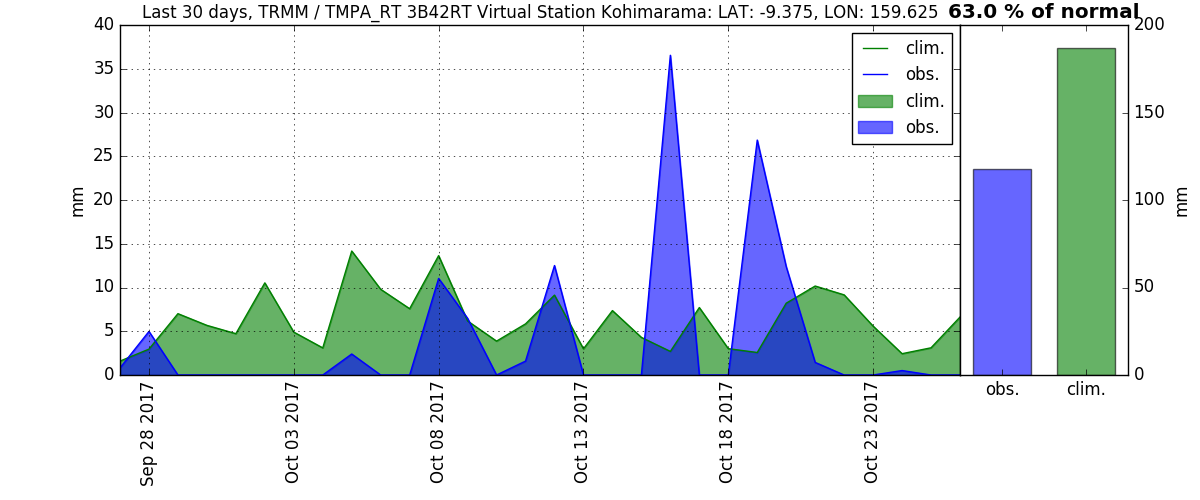 Last 30 days, TRMM / TMPA_RT 3B42RT Virtual Station Kohimarama: LAT: -9.375, LON: 159.625
63.0 % of normal
40
35
30
25
20
15
10
5
0
mm
clim.
obs.
clim.
obs.
Sep 28 2017
Oct 03 2017
Oct 08 2017
Oct 13 2017
Oct 18 2017
Oct 23 2017
200
150
100
50
0
mm
obs.
clim.